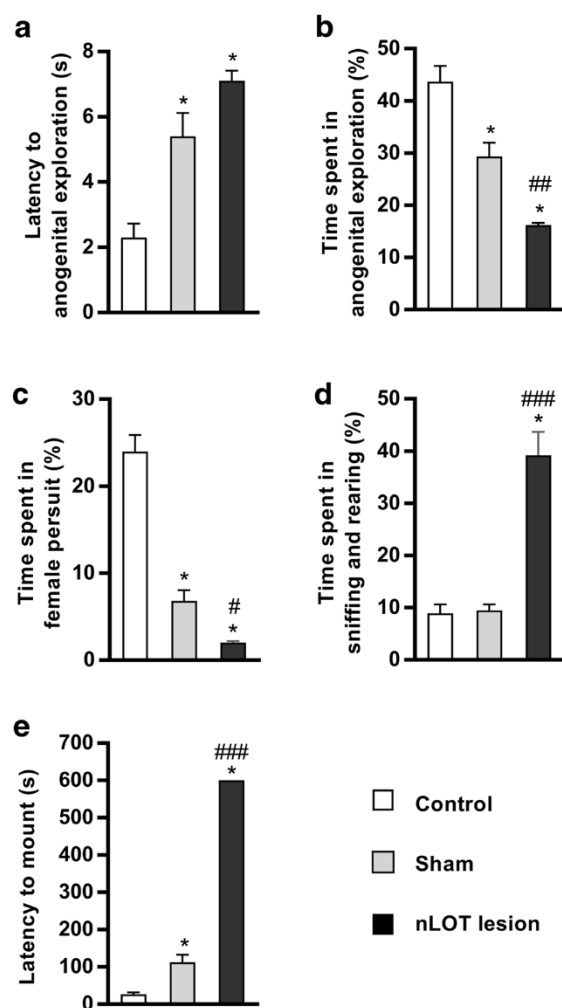 a
Latency to
anogenital exploration (s)
8
6
4
2
0
*
*
b
Time spent in
anogenital exploration (%)
50
40
30
20
10
0
*
##
*
c
Time spent in
female persuit (%)
30
20
10
0
*
#
*
d
Time spent in
sniffing and rearing (%)
50
40
30
20
10
0
###
*
e
Latency to mount (s)
700
600
500
400
300
200
100
0
*
###
*
Control
Sham
nLOT lesion